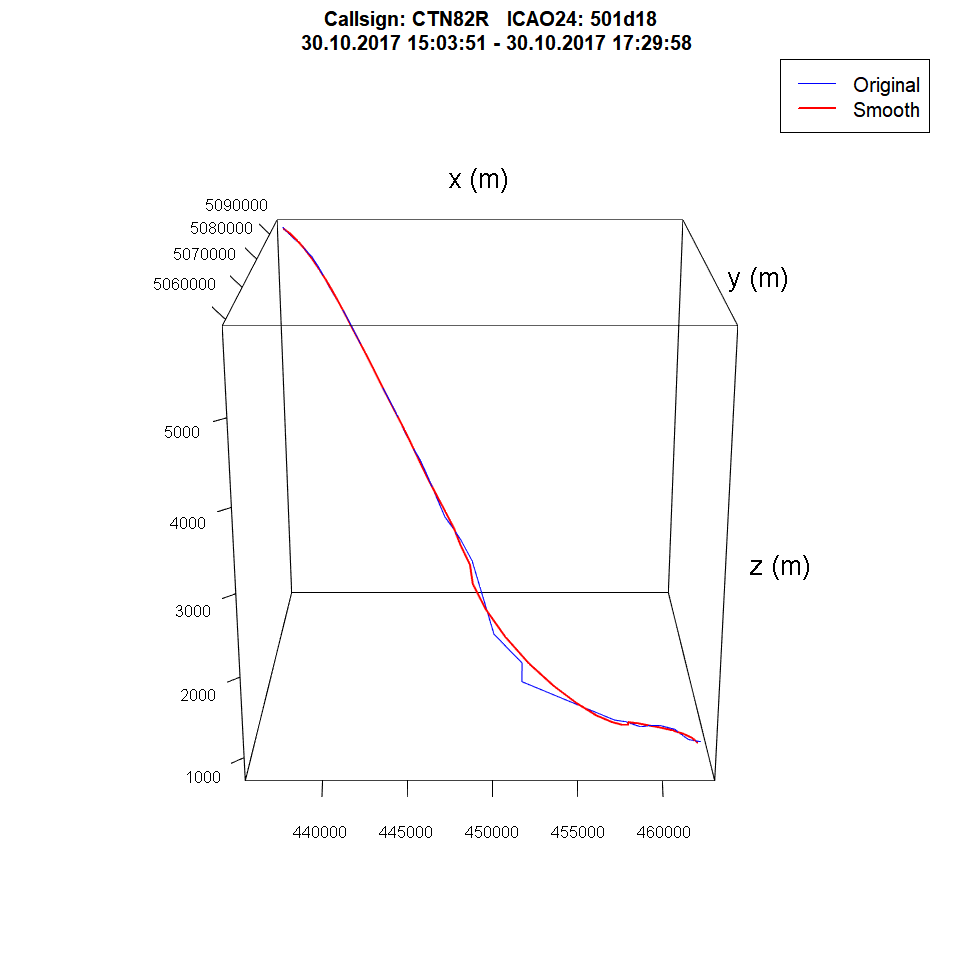 Callsign: CTN82R   ICAO24: 501d18
30.10.2017 15:03:51 - 30.10.2017 17:29:58
Original
Smooth
x (m)
5090000
5080000
5070000
5060000
y (m)
5000
4000
3000
2000
1000
z (m)
440000 445000 450000 455000 460000